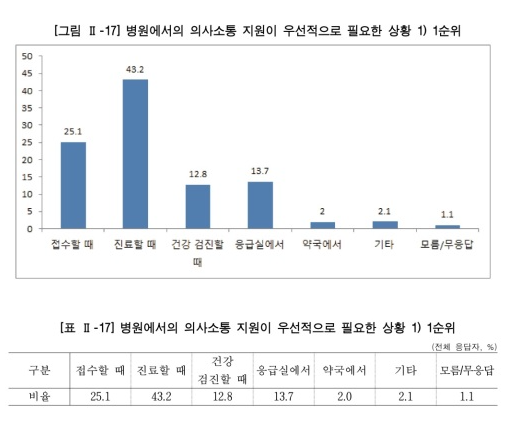 [그림 Ⅱ-17] 병원에서의 의사소통 지원이 우선적으로 필요한 상황 1) 1순위
50
45
40
35
30
25
20
15
10
5
0
25.1
43.2
12.8
13.7
2
2.1
1.1
접수할 때 진료할 때 건강 검진할 응급실에서 약국에서 기타 모름/무응답
때
[표 Ⅱ-17] 병원에서의 의사소통 지원이 우선적으로 필요한 상황 1) 1순위
(전체 응답자, %)
구분 접수할 때 진료할 때 건강 응급실에서 약국에서 기타 모름/무응답
검진할 때
비율 25.1 43.2 12.8 13.7 2.0 2.1 1.1